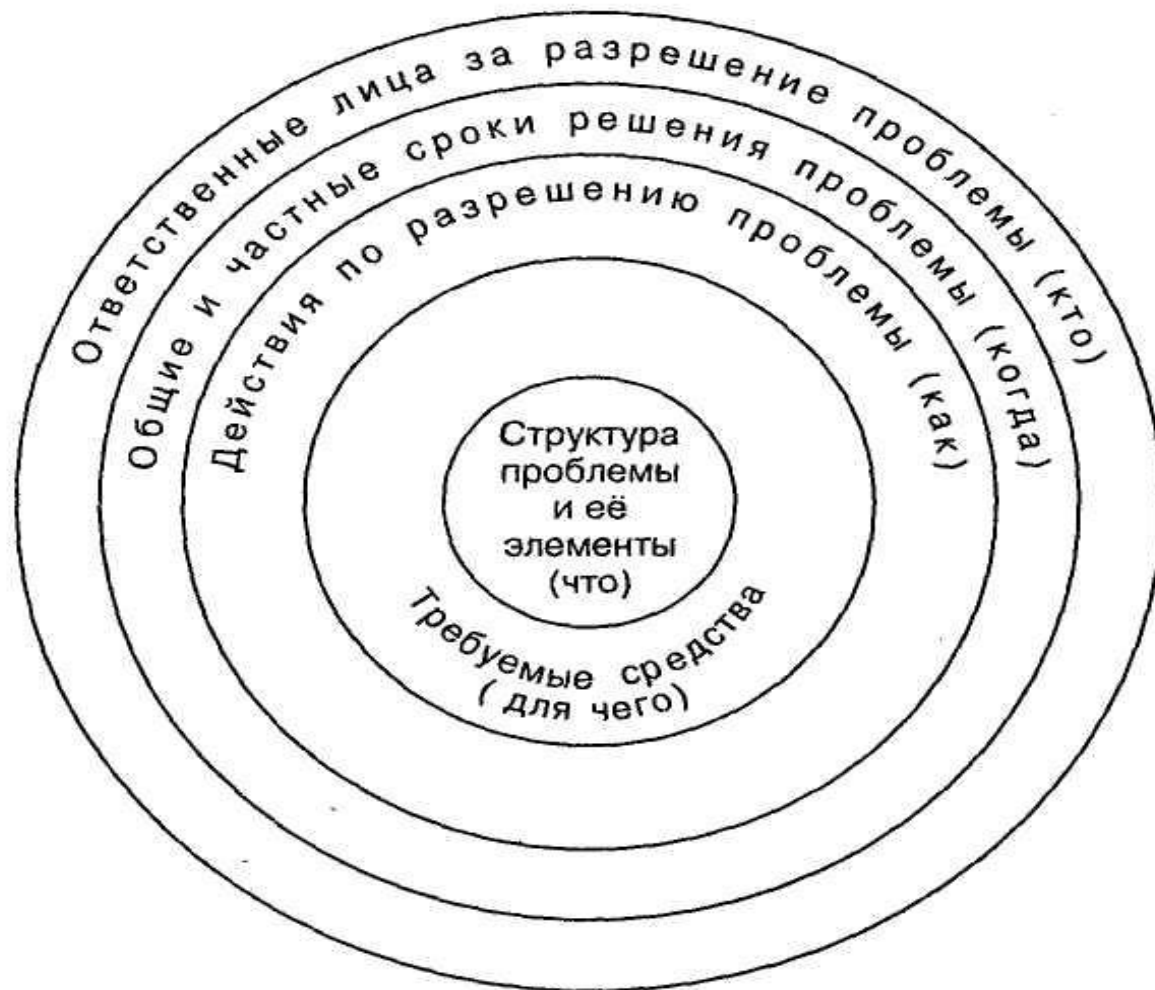 Ответственные лица за разрешение проблемы (кто)
Общие и частные сроки решения проблемы (когда)
Действия по разрешению проблемы (как)
Структура
проблемы
и её
элементы
(что)
Требуемые средства
( для чего)